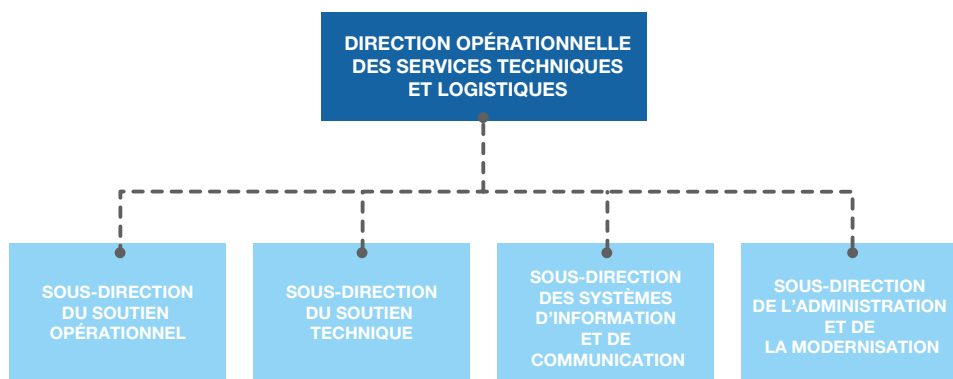 DIRECTION OPÉRATIONNELLE
DES SERVICES TECHNIQUES
ET LOGISTIQUES
SOUS-DIRECTION
DU SOUTIEN
OPÉRATIONNEL
SOUS-DIRECTION
DU SOUTIEN
TECHNIQUE
SOUS-DIRECTION
DES SYSTÈMES
D’INFORMATION
ET DE
COMMUNICATION
SOUS-DIRECTION
DE L’ADMINISTRATION
ET DE
LA MODERNISATION